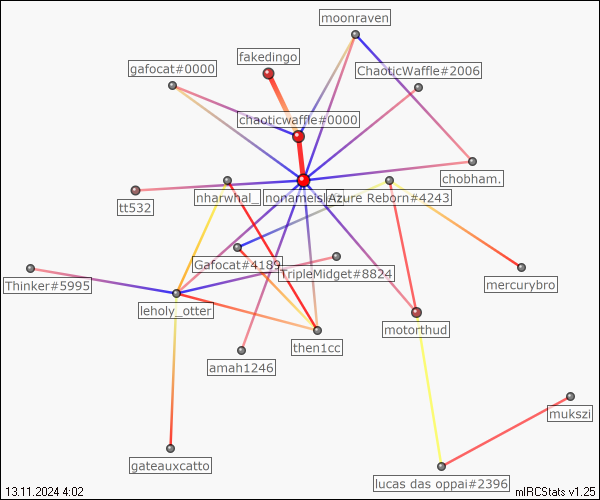 moonraven
fakedingo
gafocat#0000
ChaoticWaffle#2006
chaoticwaffle#0000
chobham.
nharwhal_
Azure Reborn#4243
tt532
Gafocat#4189
TripleMidget#8824
Thinker#5995
mercurybro
leholy_otter
motorthud
then1cc
amah1246
mukszi
gateauxcatto
lucas das oppai#2396
13.11.2024 4:02
mIRCStats v1.25